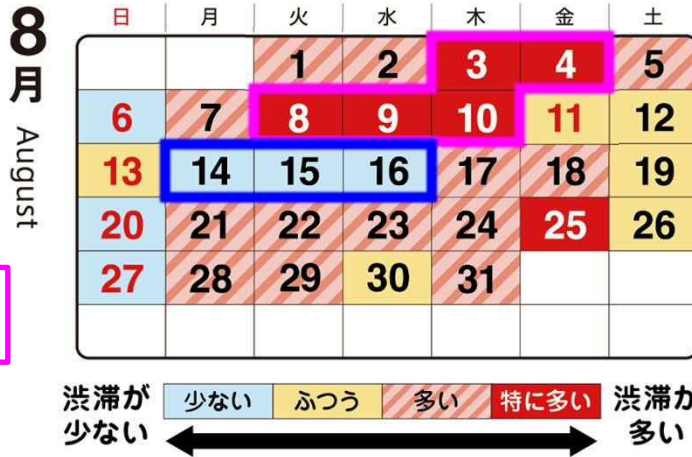 8月 August
日 月 火 水 木 金 土
1 2 3 4 5
6 7 8 9 10 11 12
13 14 15 16 17 18 19
20 21 22 23 24 25 26
27 28 29 30 31
渋滞が 少ない ふつう 多い 特に多い 渋滞が
少ない 多い